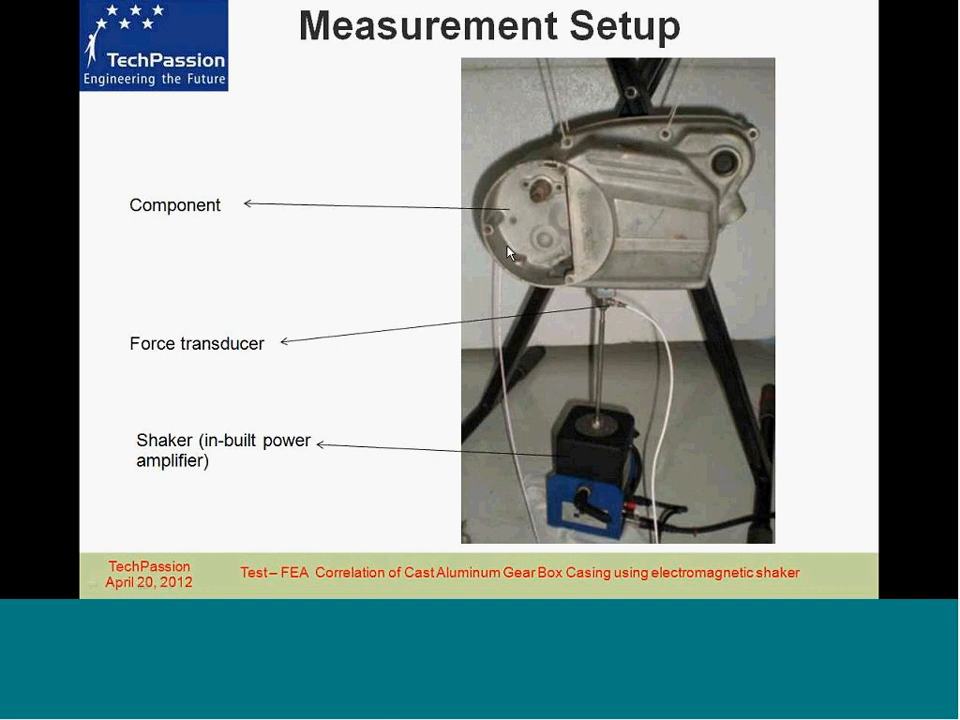 Measurement Setup
TechPassion
Engineering the Future
Component
Force transducer
Shaker (in-built power
amplifier)
TechPassion
April 20, 2012
Test – FEA Correlation of Cast Aluminum Gear Box Casing using electromagnetic shaker